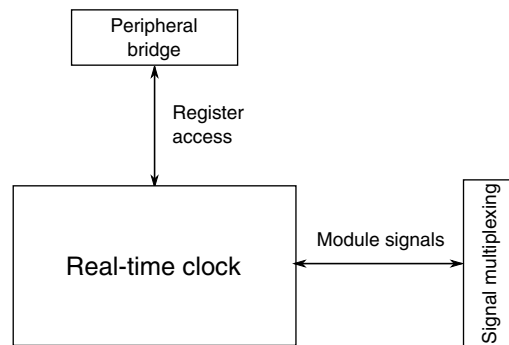 Peripheral
bridge
Register
access
Real-time clock
Module signals
Signal multiplexing